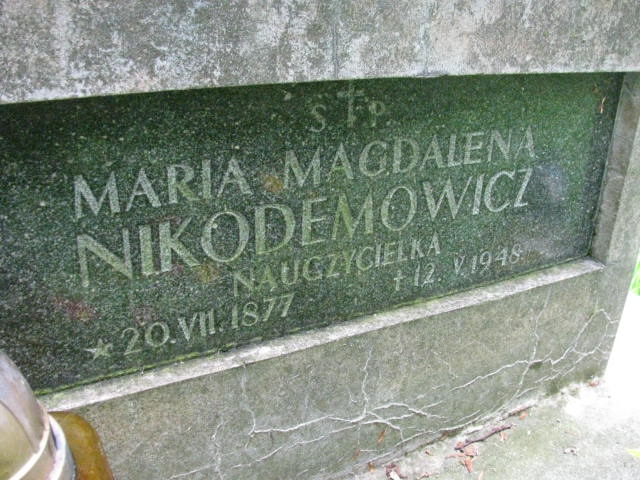 S † P
MARIA MAGDALENA
NIKODEMOWICZ
NAUCZYCIELKA
* 20.VII.1877 † 12.V.1948